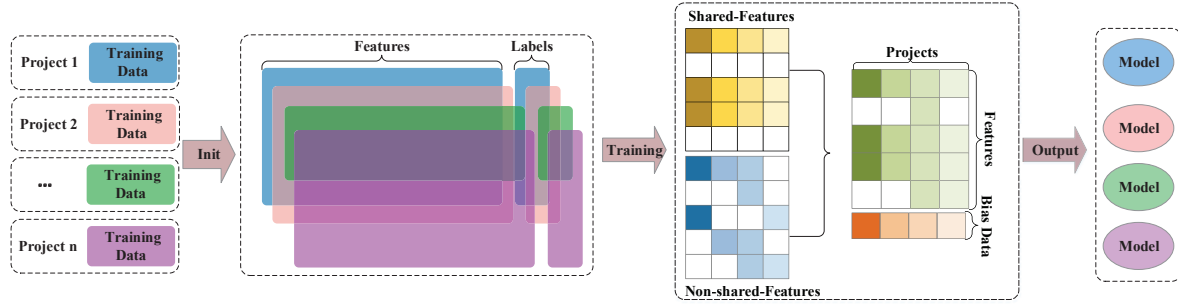 Project 1
Training
Data
Project 2
Training
Data
...
Training
Data
Project n
Training
Data
Init
Features
Labels
Training
Shared-Features
Non-shared-Features
Projects
Features
Bias Data
Output
Model
Model
Model
Model